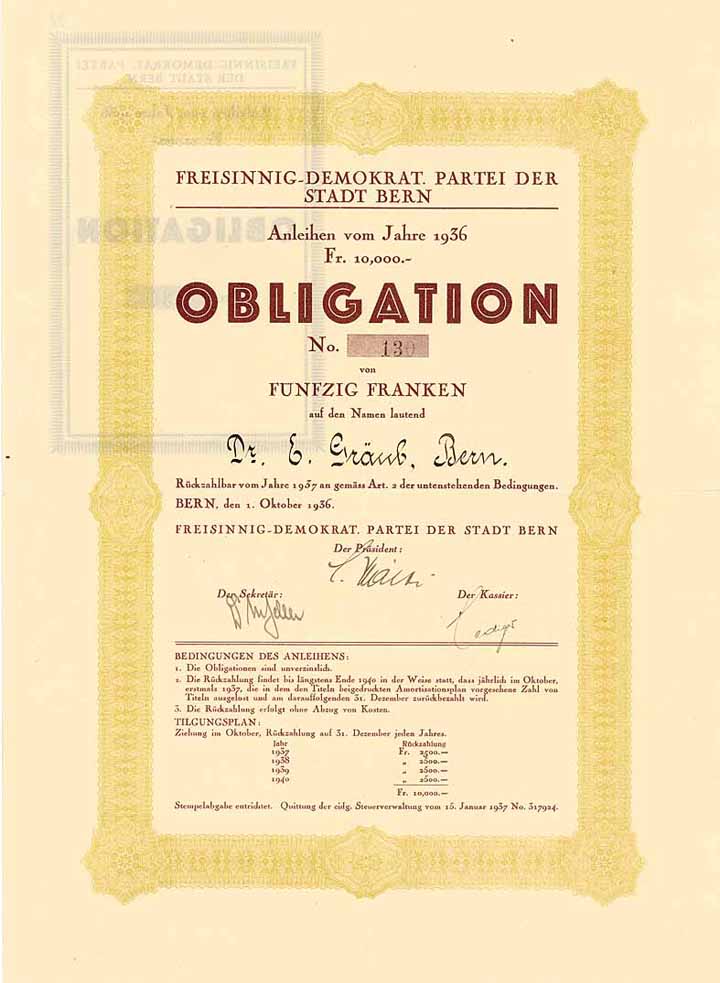 FREISINNIG-DEMOKRAT. PARTEI DER
STADT BERN
Anleihen vom Jahre 1936
Fr. 10,000.-
OBLIGATION
No. 130
von
FÜNFZIG FRANKEN
auf den Namen lautend
Dr. E. Gräub, Bern.
Rückzahlbar vom Jahre 1937 an gemäss Art. 2 der untenstehenden Bedingungen.
BERN, den 1. Oktober 1936.
FREISINNIG-DEMOKRAT. PARTEI DER STADT BERN
Der Präsident:
Der Sekretär: Der Kassier:
BEDINGUNGEN DES ANLEIHENS:
1. Die Obligationen sind unverzinslich.
2. Die Rückzahlung findet bis längstens Ende 1940 in der Weise statt, dass jährlich im Oktober,
erstmals 1937, die in dem den Titeln beigedruckten Amortisationsplan vorgesehene Zahl von
Titeln ausgelost und am darauffolgenden 31. Dezember zurückbezahlt wird.
3. Die Rückzahlung erfolgt ohne Abzug von Kosten.
TILGUNGSPLAN:
Ziehung im Oktober, Rückzahlung auf 31. Dezember jeden Jahres.
Jahr Rückzahlung
1937 Fr. 2500.—
1938 „ 2500.—
1939 „ 2500.—
1940 „ 2500.—
Fr. 10,000.—
Stempelabgabe entrichtet. Quittung der eidg. Steuerverwaltung vom 15. Januar 1937 No. 317924.